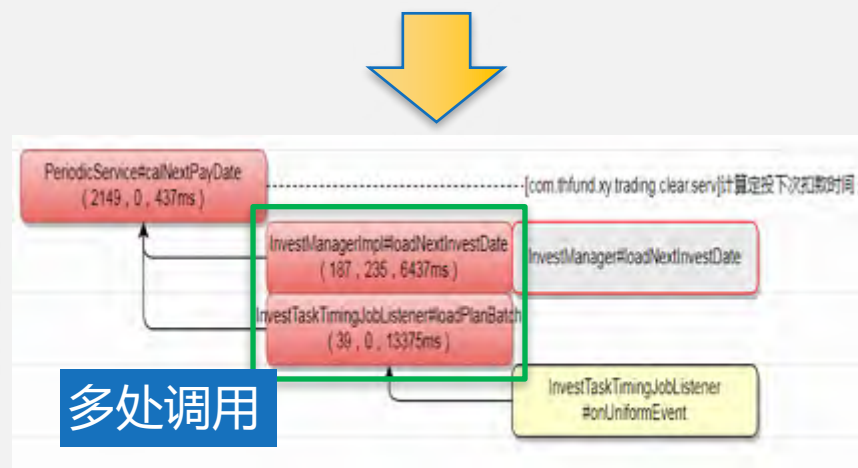 PeriodicService#calNextPayDate
( 2149 , 0 , 437ms )
[com.thfund.xy.trading.clear.serv]计算定投下次扣款时间
InvestManagerImpl#loadNextInvestDate
( 187 , 235 , 6437ms )
InvestManager#loadNextInvestDate
InvestTaskTimingJobListener#loadPlanBatch
( 39 , 0 , 13375ms )
InvestTaskTimingJobListener
#onUniformEvent
多处调用